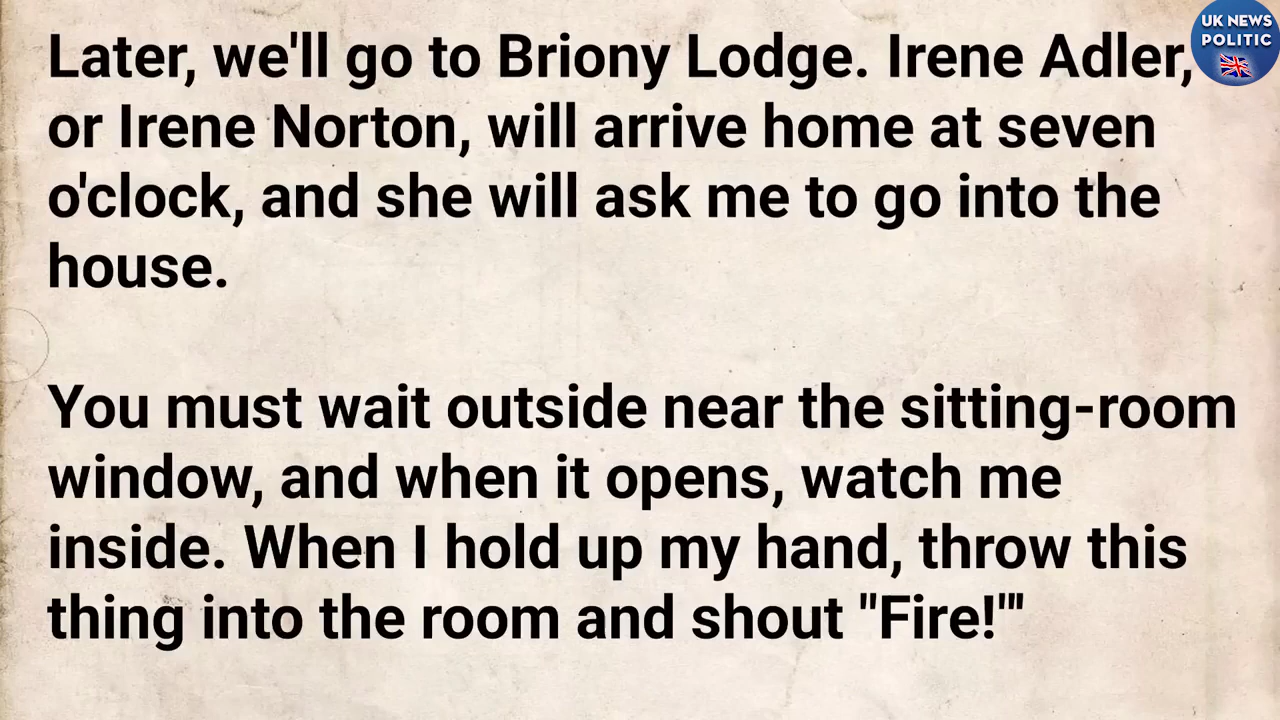 UK NEWS
POLITIC
Later, we'll go to Briony Lodge. Irene Adler,
or Irene Norton, will arrive home at seven
o'clock, and she will ask me to go into the
house.
You must wait outside near the sitting-room
window, and when it opens, watch me
inside. When I hold up my hand, throw this
thing into the room and shout "Fire!"'